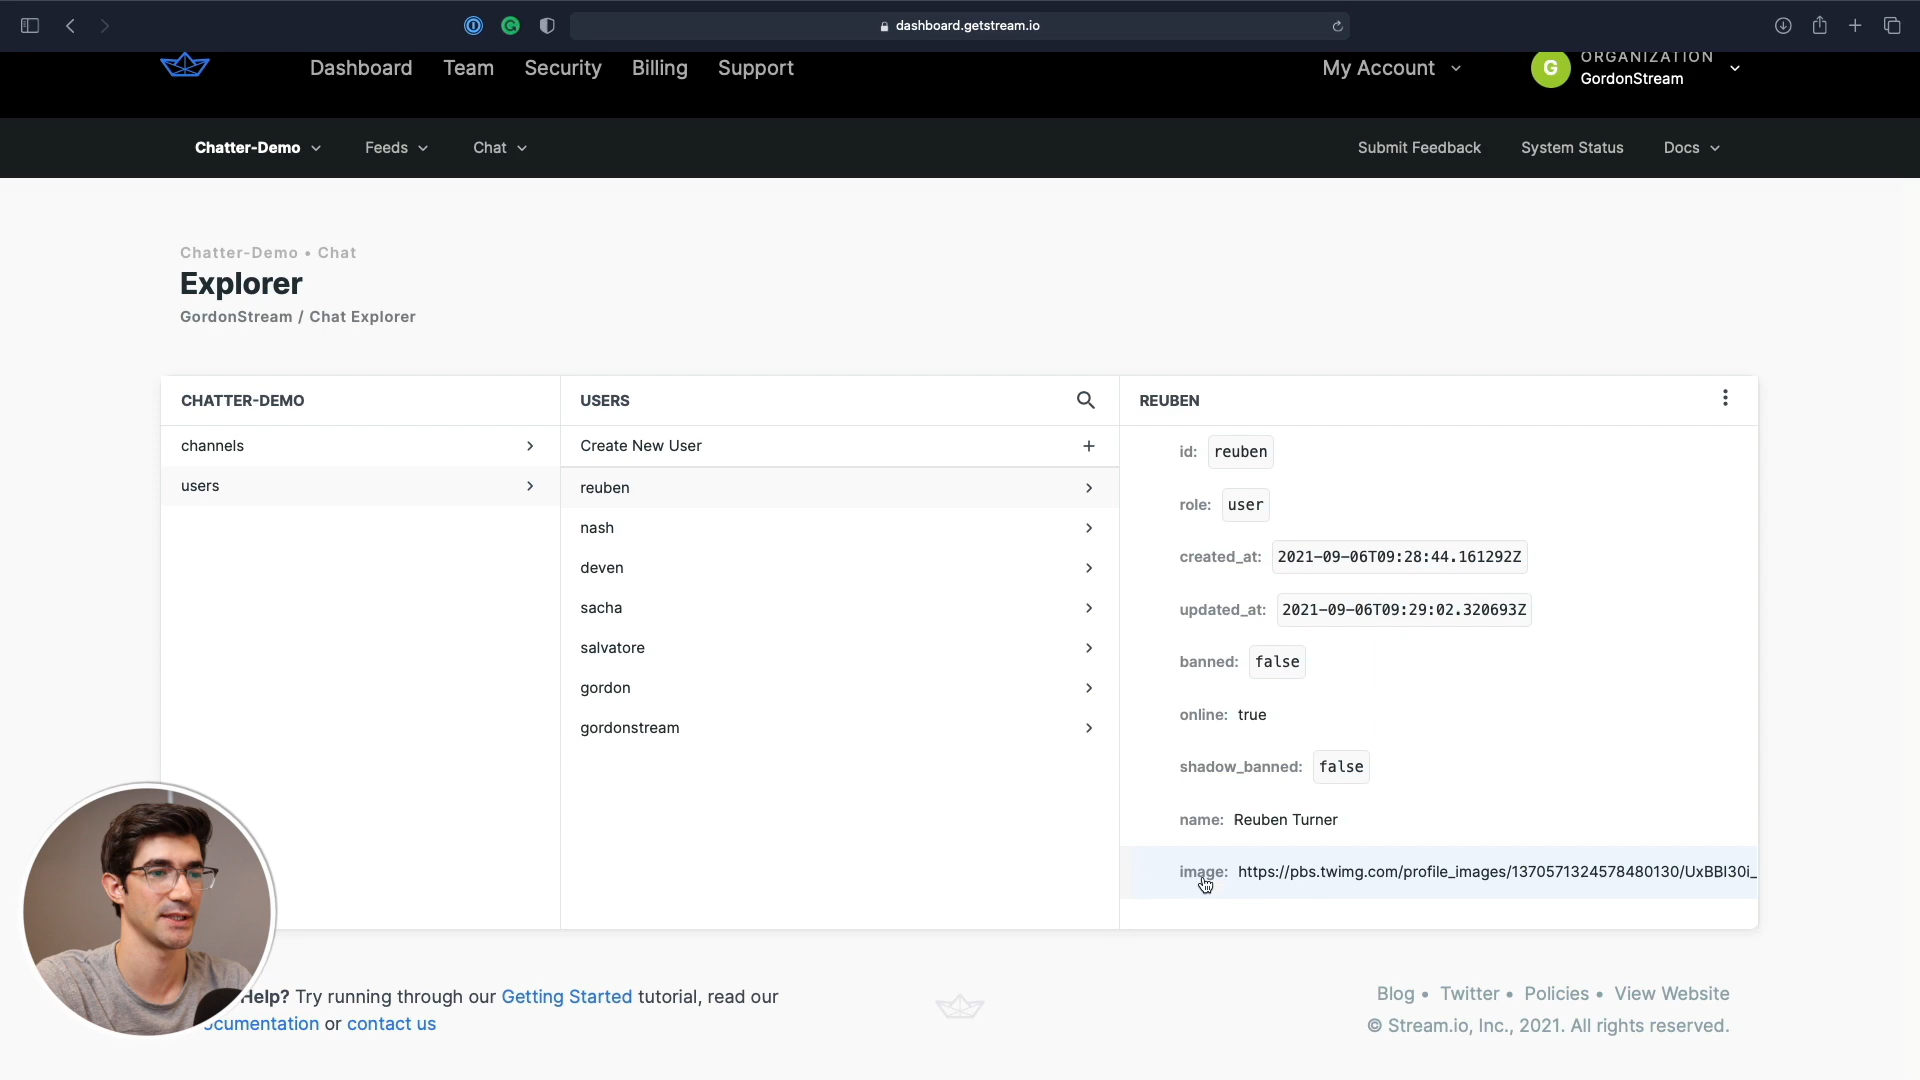 dashboard.getstream.io
Dashboard Team Security Billing Support My Account
ORGANIZATION
G GordonStream
Chatter-Demo Feeds Chat Submit Feedback System Status Docs
Chatter-Demo • Chat
Explorer
GordonStream / Chat Explorer
CHATTER-DEMO
channels
users
USERS
Create New User
reuben
nash
deven
sacha
salvatore
gordon
gordonstream
REUBEN
id: reuben
role: user
created_at: 2021-09-06T09:28:44.161292Z
updated_at: 2021-09-06T09:29:02.320693Z
banned: false
online: true
shadow_banned: false
name: Reuben Turner
image: https://pbs.twimg.com/profile_images/1370571324578480130/UxBBI30i_
Help? Try running through our Getting Started tutorial, read our
ocumentation or contact us
Blog • Twitter • Policies • View Website
© Stream.io, Inc., 2021. All rights reserved.